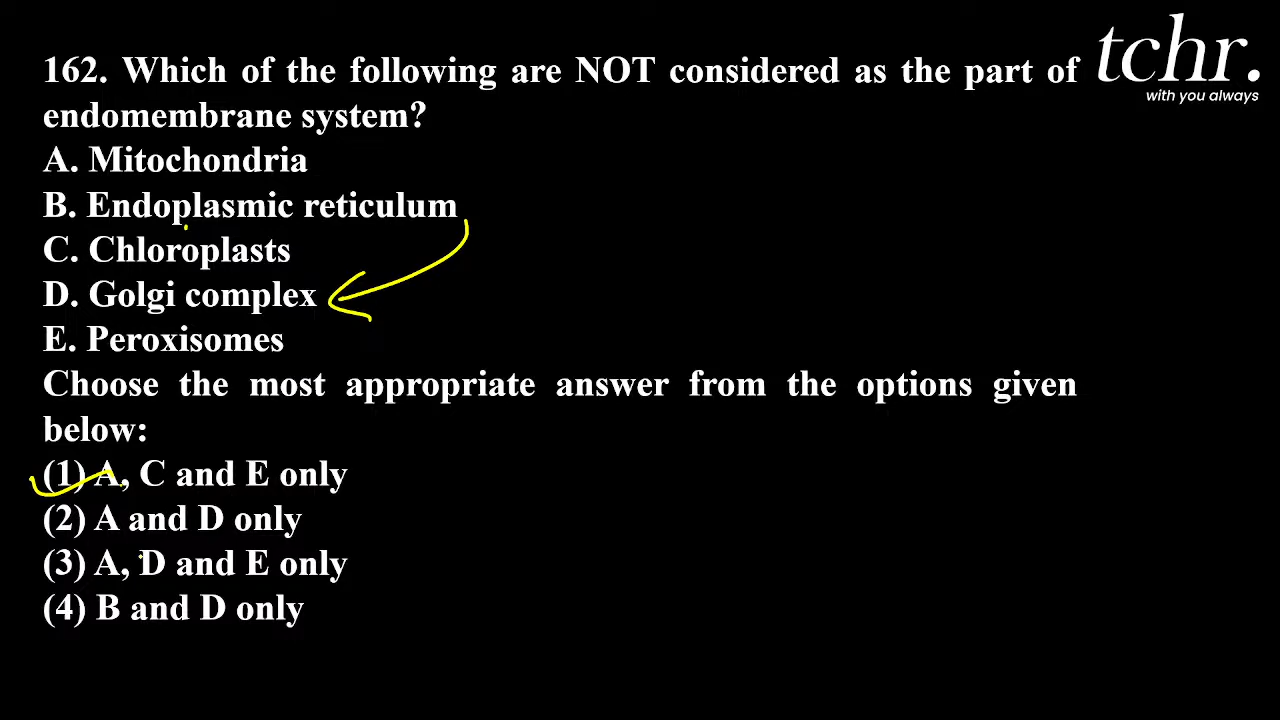 162. Which of the following are NOT considered as the part of
endomembrane system?
A. Mitochondria
B. Endoplasmic reticulum
C. Chloroplasts
D. Golgi complex
E. Peroxisomes
Choose the most appropriate answer from the options given
below:
(1) A, C and E only
(2) A and D only
(3) A, D and E only
(4) B and D only
tchr.
with you always